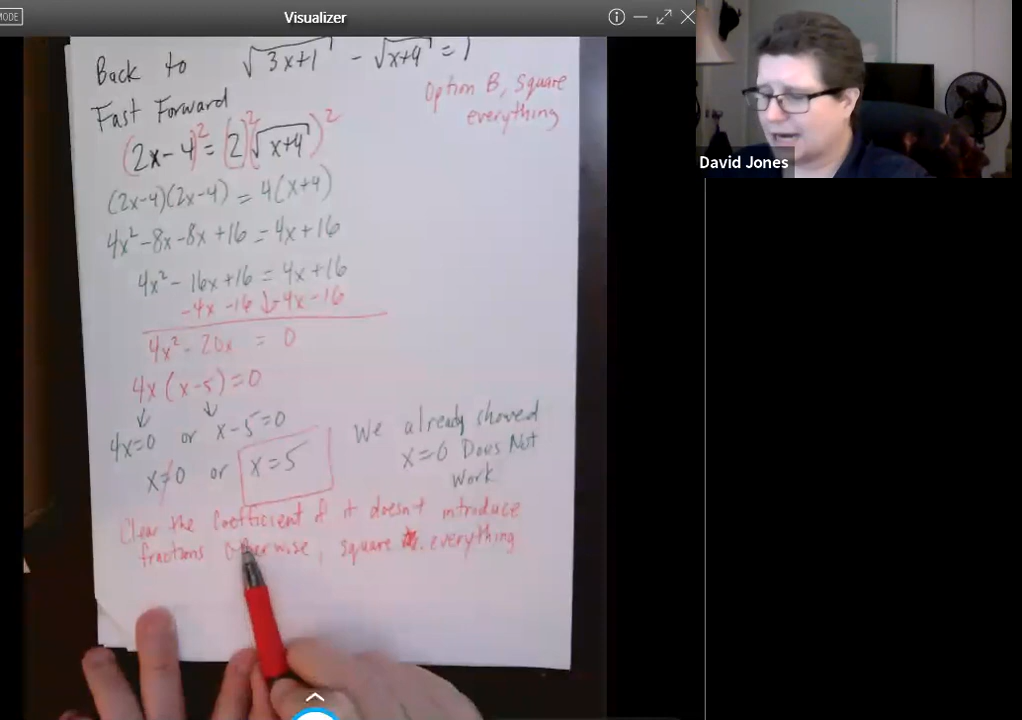 MODE
Visualizer
Back to √3x+1 - √x+4 = 1
Fast Forward
Option B, square
everything
(2x-4)² = (2)²(√x+4)²
(2x-4)(2x-4) = 4(x+4)
4x²-8x-8x+16 = 4x+16
4x²-16x+16 = 4x+16
-4x -16 ↓ -4x-16
4x²-20x = 0
4x(x-5)=0
↓ ↓
4x=0 or x-5=0
x≠0 or x=5
We already showed
x=0 Does Not
Work
Clear the coefficient if it doesn't introduce
fractions otherwise, square everything
David Jones